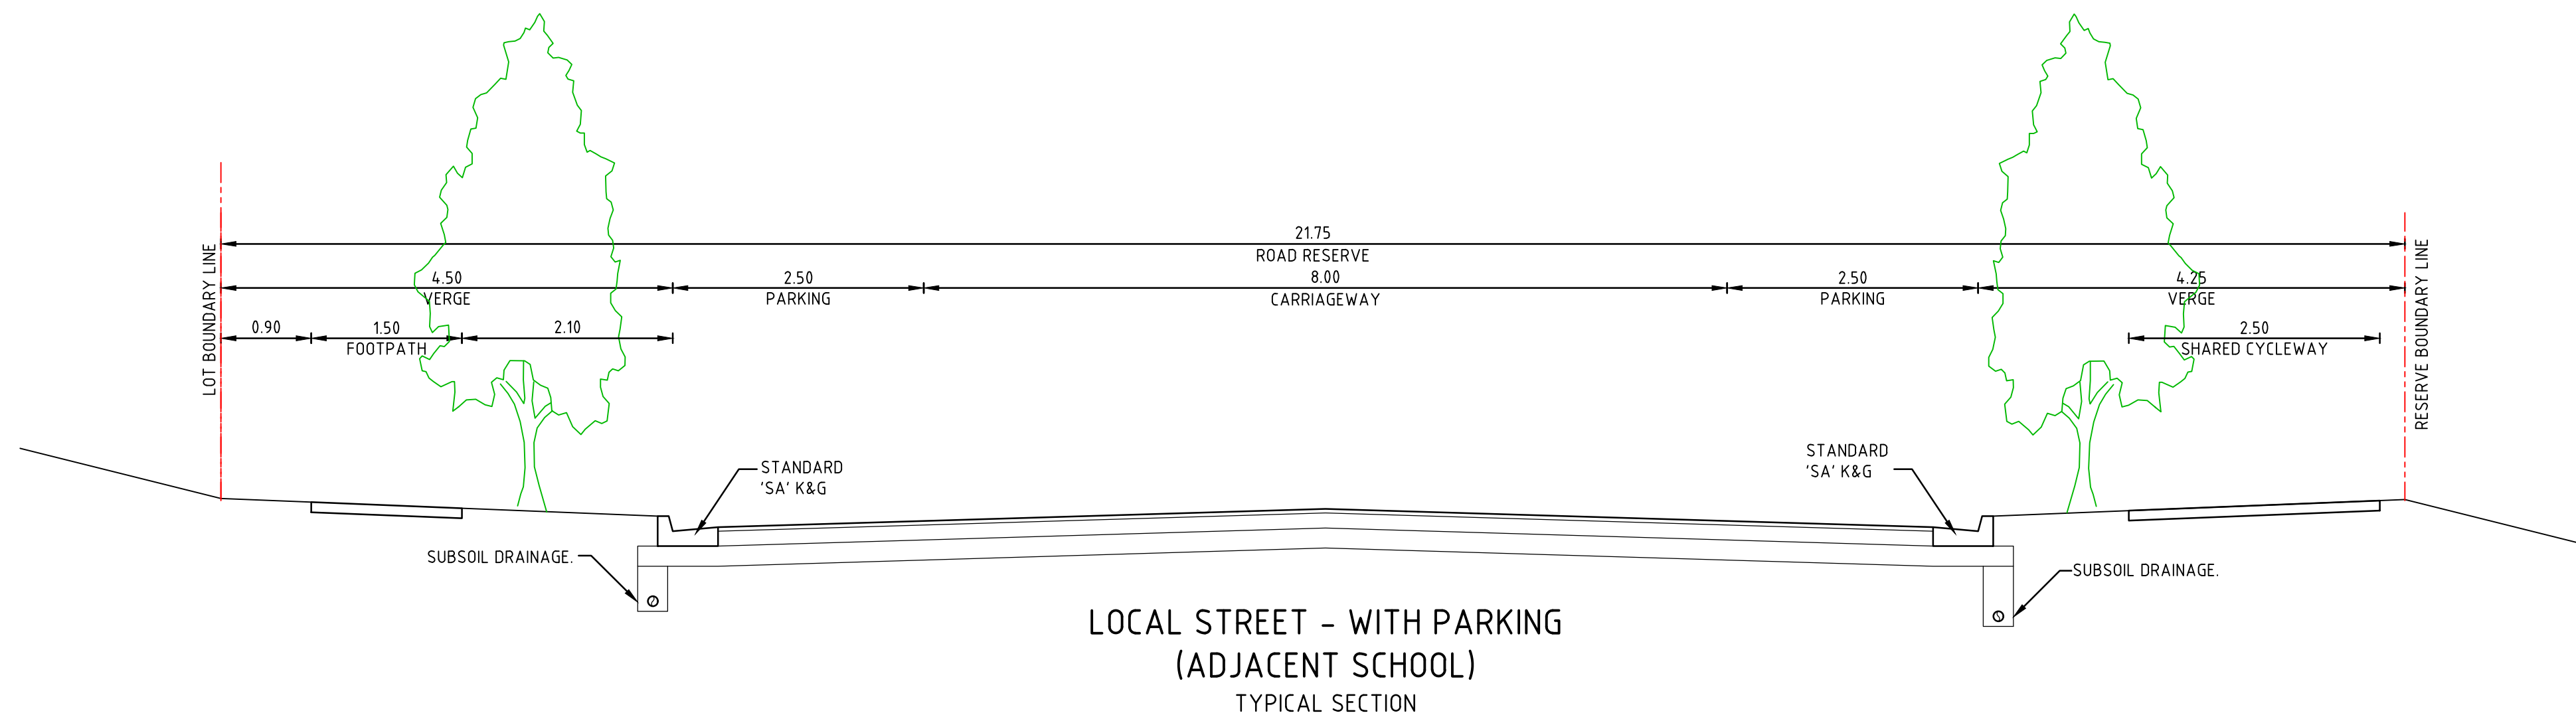 21.75
ROAD RESERVE
4.50
VERGE
2.50
PARKING
8.00
CARRIAGEWAY
2.50
PARKING
4.25
VERGE
0.90
1.50
FOOTPATH
2.10
2.50
SHARED CYCLEWAY
LOT BOUNDARY LINE
RESERVE BOUNDARY LINE
STANDARD
'SA' K&G
STANDARD
'SA' K&G
SUBSOIL DRAINAGE.
SUBSOIL DRAINAGE.
LOCAL STREET - WITH PARKING
(ADJACENT SCHOOL)
TYPICAL SECTION